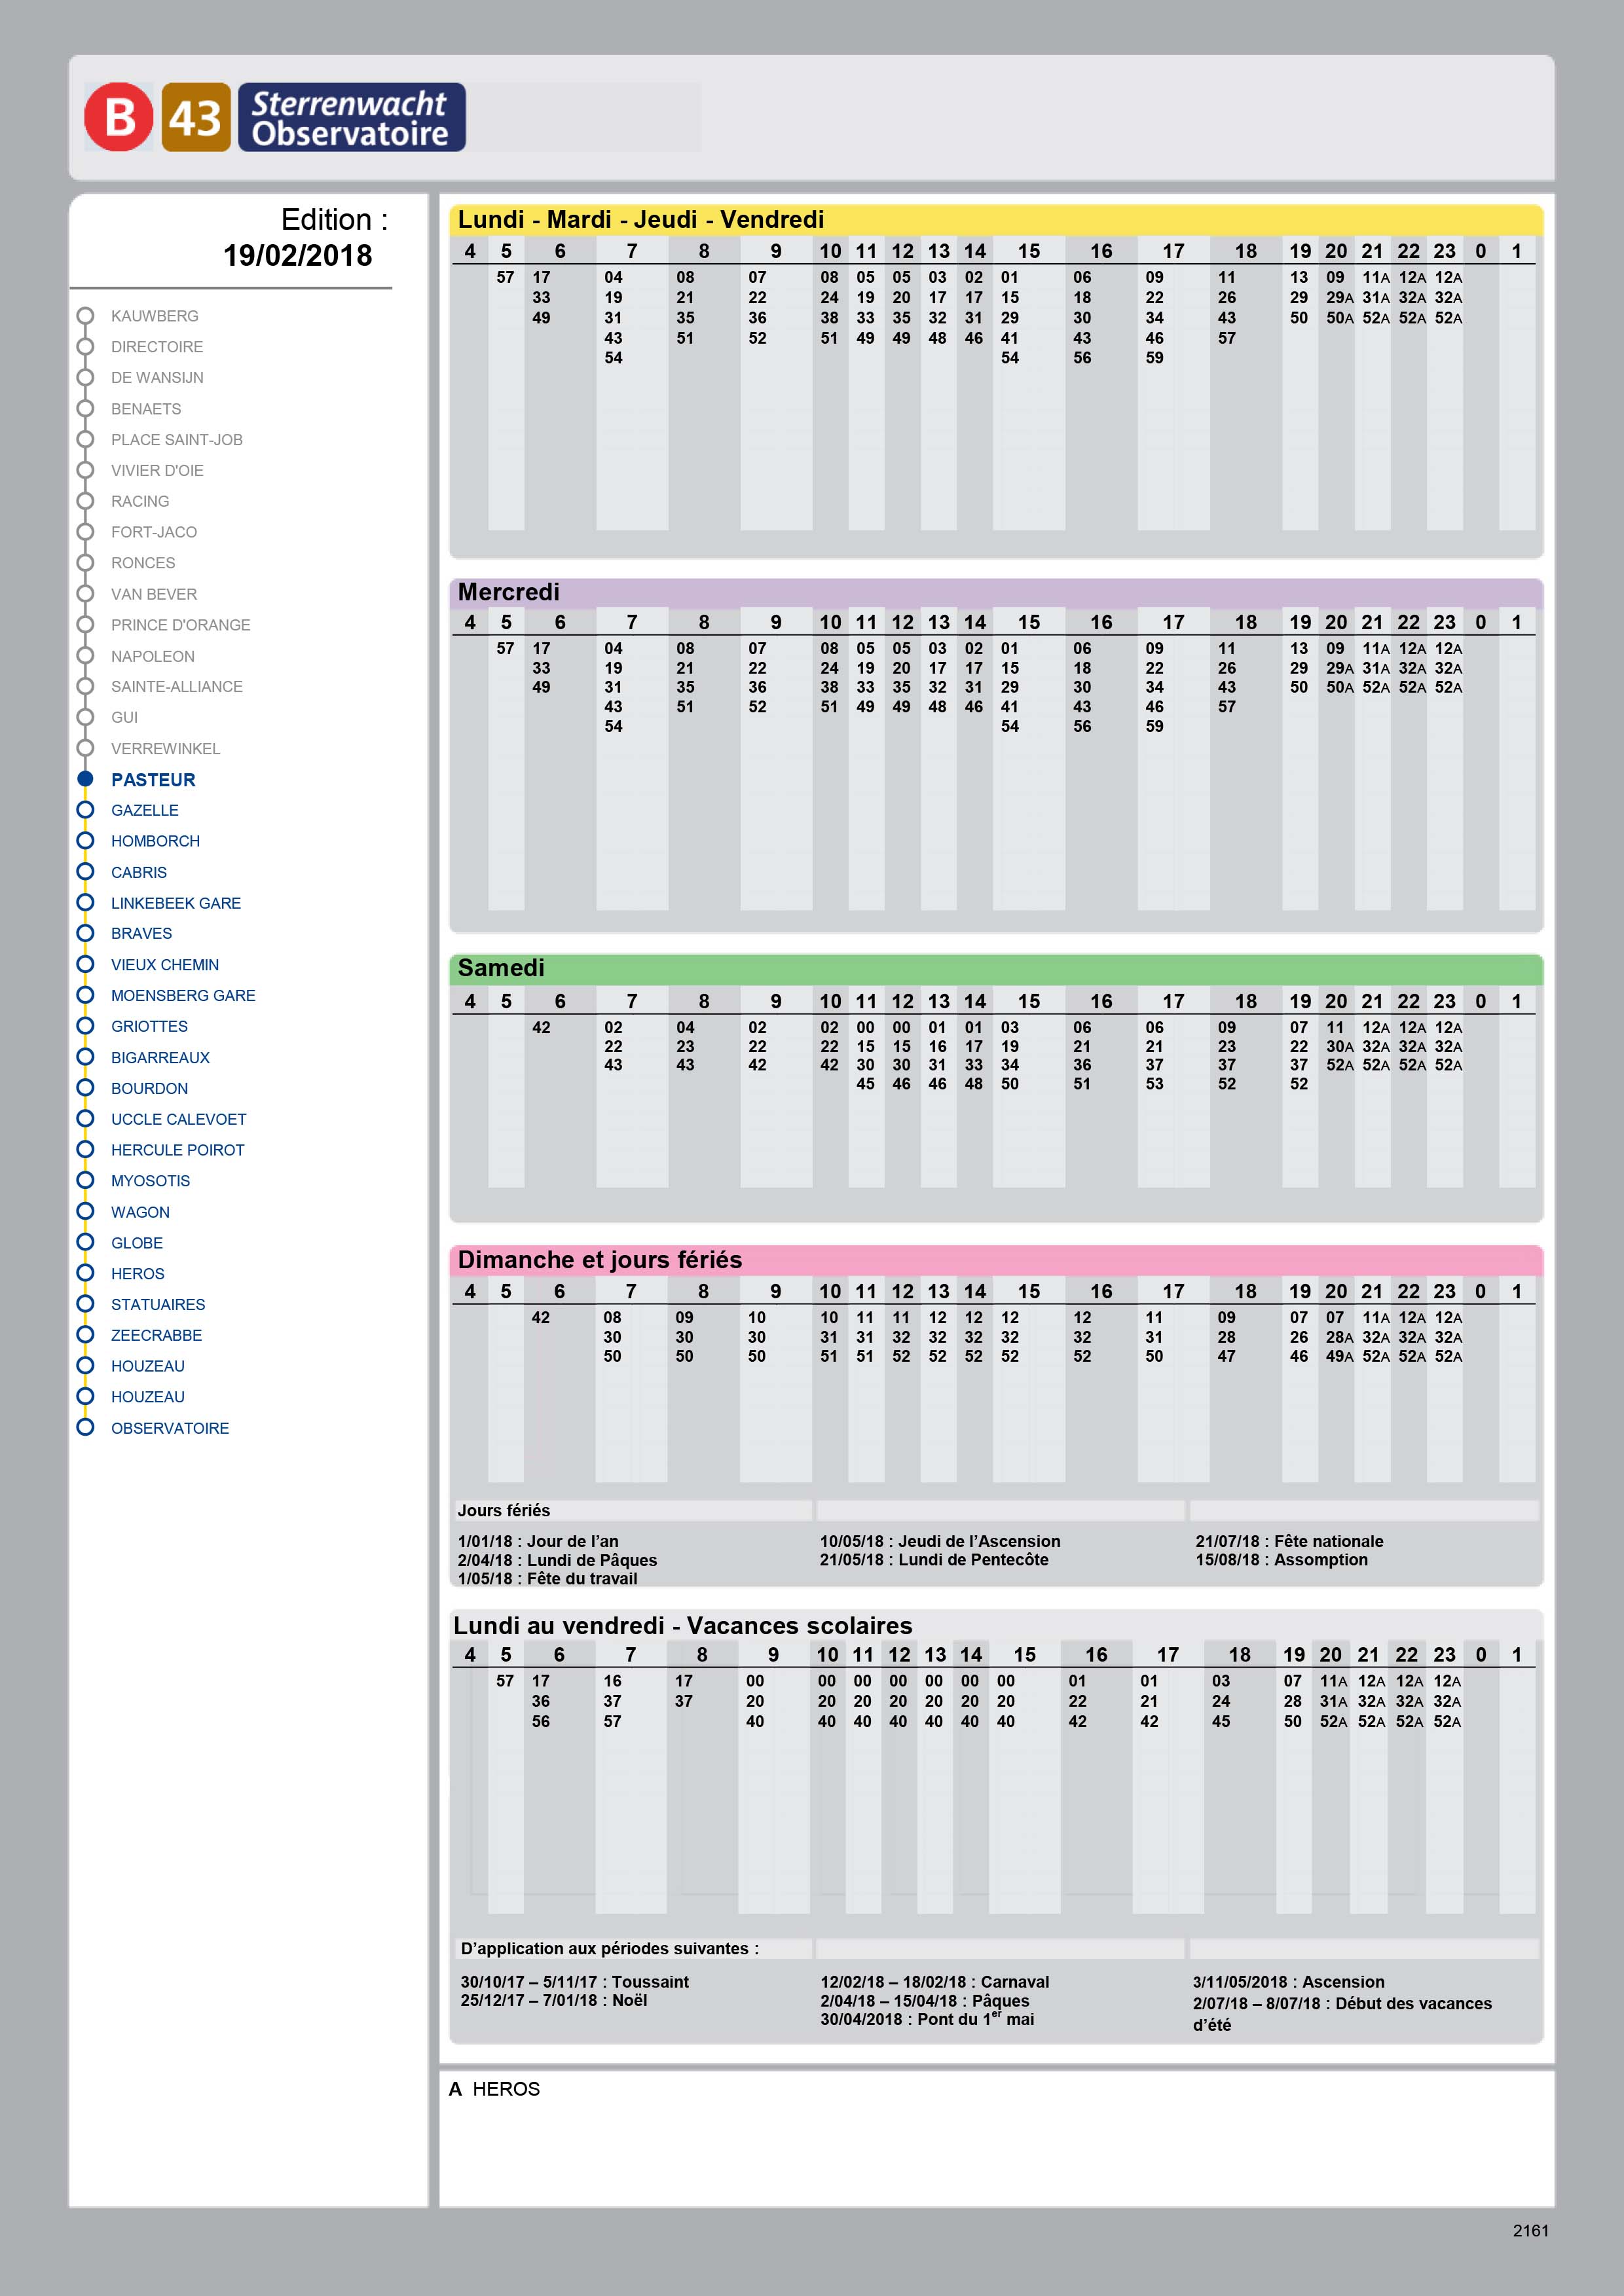 B 43 Sterrenwacht
Observatoire
Edition :
19/02/2018
KAUWBERG
DIRECTOIRE
DE WANSIJN
BENAETS
PLACE SAINT-JOB
VIVIER D'OIE
RACING
FORT-JACO
RONCES
VAN BEVER
PRINCE D'ORANGE
NAPOLEON
SAINTE-ALLIANCE
GUI
VERREWINKEL
PASTEUR
GAZELLE
HOMBORCH
CABRIS
LINKEBEEK GARE
BRAVES
VIEUX CHEMIN
MOENSBERG GARE
GRIOTTES
BIGARREAUX
BOURDON
UCCLE CALEVOET
HERCULE POIROT
MYOSOTIS
WAGON
GLOBE
HEROS
STATUAIRES
ZEECRABBE
HOUZEAU
HOUZEAU
OBSERVATOIRE
Lundi - Mardi - Jeudi - Vendredi
4 5 6 7 8 9 10 11 12 13 14 15 16 17 18 19 20 21 22 23 0 1
57 17 04 08 07 08 05 05 03 02 01 06 09 11 13 09 11A 12A 12A
33 19 21 22 24 19 20 17 17 15 18 22 26 29 29A 31A 32A 32A
49 31 35 36 38 33 35 32 31 29 30 34 43 50 50A 52A 52A 52A
43 51 52 51 49 49 48 46 41 43 46 57
54 54 56 59
Mercredi
4 5 6 7 8 9 10 11 12 13 14 15 16 17 18 19 20 21 22 23 0 1
57 17 04 08 07 08 05 05 03 02 01 06 09 11 13 09 11A 12A 12A
33 19 21 22 24 19 20 17 17 15 18 22 26 29 29A 31A 32A 32A
49 31 35 36 38 33 35 32 31 29 30 34 43 50 50A 52A 52A 52A
43 51 52 51 49 49 48 46 41 43 46 57
54 54 56 59
Samedi
4 5 6 7 8 9 10 11 12 13 14 15 16 17 18 19 20 21 22 23 0 1
42 02 04 02 02 00 00 01 01 03 06 06 09 07 11 12A 12A 12A
22 23 22 22 15 15 16 17 19 21 21 23 22 30A 32A 32A 32A
43 43 42 42 30 30 31 33 34 36 37 37 37 52A 52A 52A 52A
45 46 46 48 50 51 53 52 52
Dimanche et jours fériés
4 5 6 7 8 9 10 11 12 13 14 15 16 17 18 19 20 21 22 23 0 1
42 08 09 10 10 11 11 12 12 12 12 11 09 07 07 11A 12A 12A
30 30 30 31 31 32 32 32 32 32 31 28 26 28A 32A 32A 32A
50 50 50 51 51 52 52 52 52 52 50 47 46 49A 52A 52A 52A
Jours fériés
1/01/18 : Jour de l’an
2/04/18 : Lundi de Pâques
1/05/18 : Fête du travail
10/05/18 : Jeudi de l’Ascension
21/05/18 : Lundi de Pentecôte
21/07/18 : Fête nationale
15/08/18 : Assomption
Lundi au vendredi - Vacances scolaires
4 5 6 7 8 9 10 11 12 13 14 15 16 17 18 19 20 21 22 23 0 1
57 17 16 17 00 00 00 00 00 00 00 01 01 03 07 11A 12A 12A 12A
36 37 37 20 20 20 20 20 20 20 22 21 24 28 31A 32A 32A 32A
56 57 40 40 40 40 40 40 40 42 42 45 50 52A 52A 52A 52A
D’application aux périodes suivantes :
30/10/17 – 5/11/17 : Toussaint
25/12/17 – 7/01/18 : Noël
12/02/18 – 18/02/18 : Carnaval
2/04/18 – 15/04/18 : Pâques
30/04/2018 : Pont du 1er mai
3/11/05/2018 : Ascension
2/07/18 – 8/07/18 : Début des vacances
d’été
A HEROS
2161